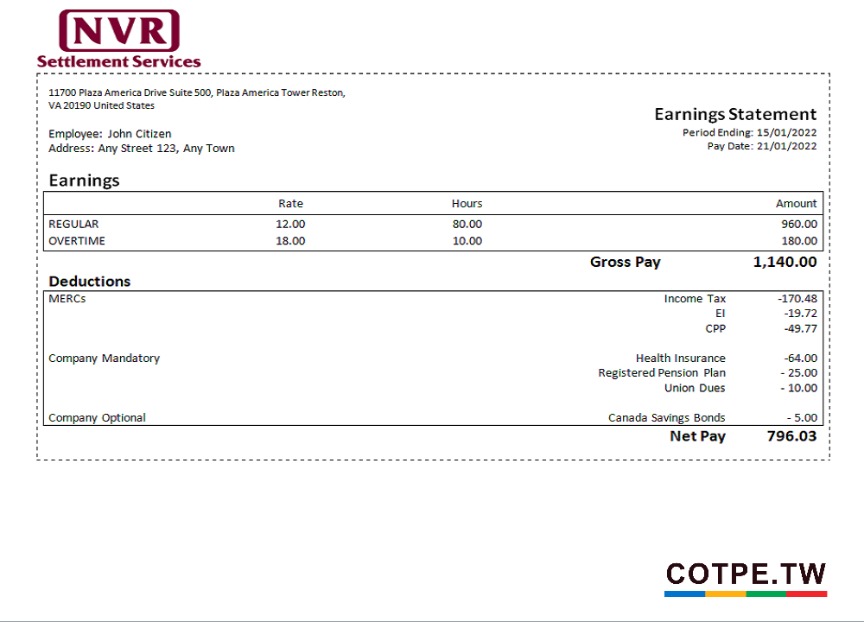 NVR
Settlement Services
11700 Plaza America Drive Suite 500, Plaza America Tower Reston,
VA 20190 United States
Employee: John Citizen
Address: Any Street 123, Any Town
Earnings Statement
Period Ending: 15/01/2022
Pay Date: 21/01/2022
Earnings
Rate Hours Amount
REGULAR 12.00 80.00 960.00
OVERTIME 18.00 10.00 180.00
Gross Pay 1,140.00
Deductions
MERCs Income Tax -170.48
EI -19.72
CPP -49.77
Company Mandatory Health Insurance -64.00
Registered Pension Plan - 25.00
Union Dues - 10.00
Company Optional Canada Savings Bonds - 5.00
Net Pay 796.03
COTPE.TW